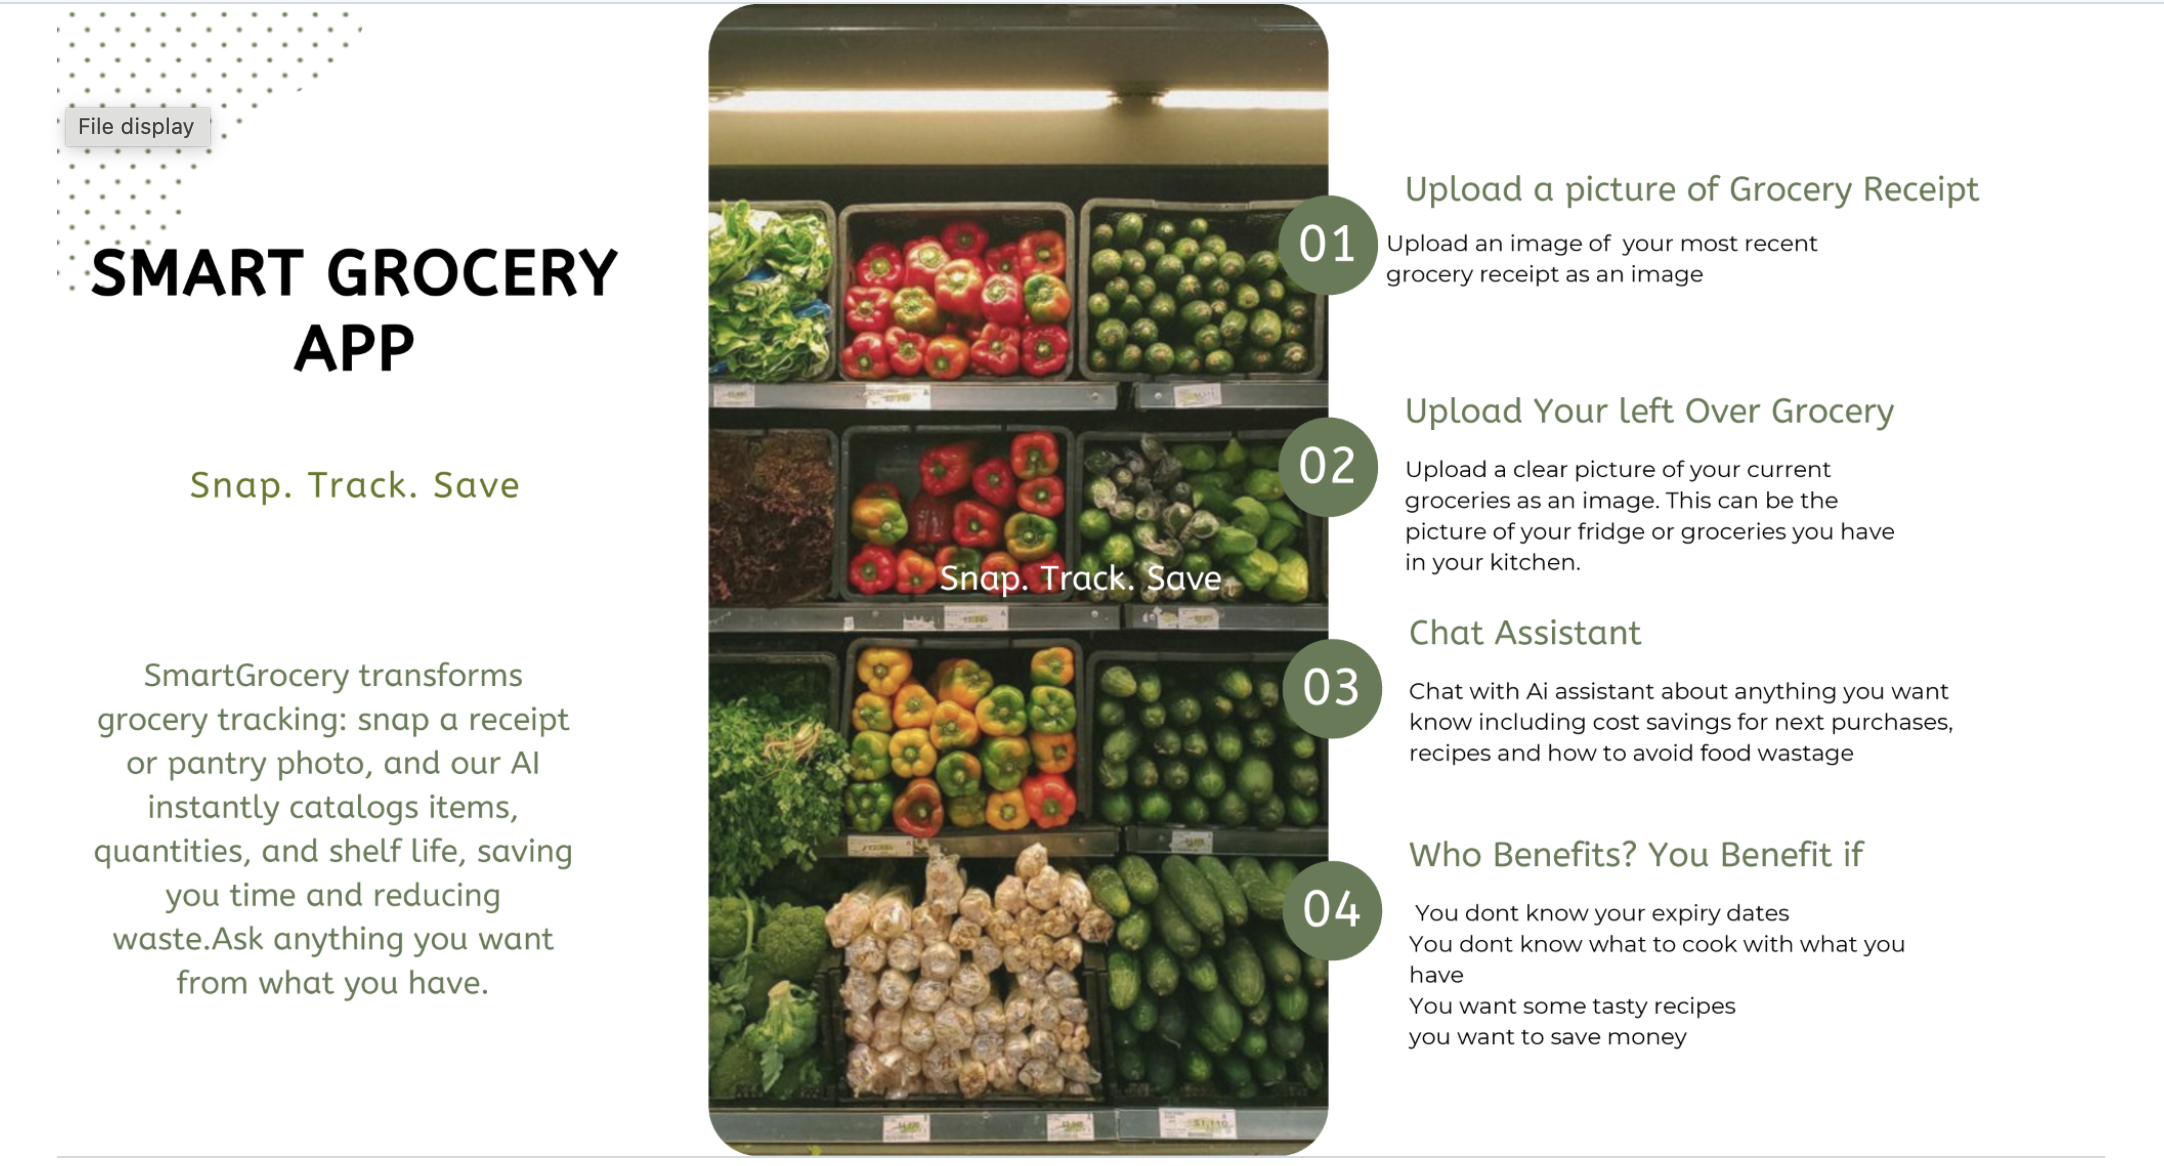 File display
SMART GROCERY
APP
Snap. Track. Save
SmartGrocery transforms
grocery tracking: snap a receipt
or pantry photo, and our AI
instantly catalogs items,
quantities, and shelf life, saving
you time and reducing
waste.Ask anything you want
from what you have.
Snap. Track. Save
01
Upload a picture of Grocery Receipt
Upload an image of  your most recent
grocery receipt as an image
02
Upload Your left Over Grocery
Upload a clear picture of your current
groceries as an image. This can be the
picture of your fridge or groceries you have
in your kitchen.
03
Chat Assistant
Chat with Ai assistant about anything you want
know including cost savings for next purchases,
recipes and how to avoid food wastage
04
Who Benefits? You Benefit if
You dont know your expiry dates
You dont know what to cook with what you
have
You want some tasty recipes
you want to save money